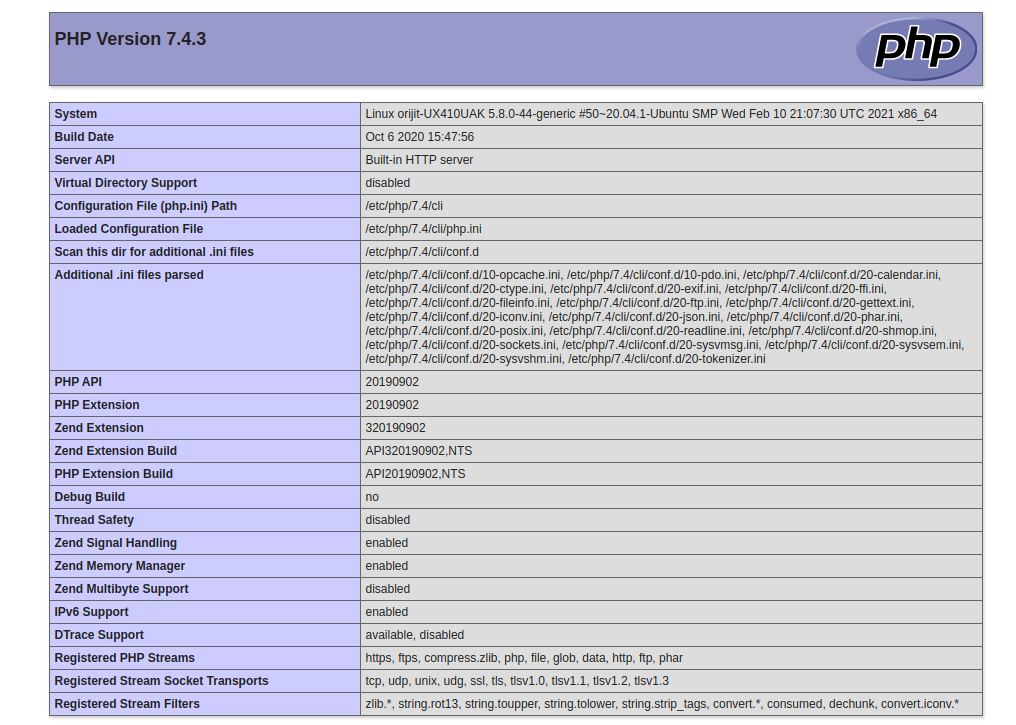 PHP Version 7.4.3
php
System Linux orijit-UX410UAK 5.8.0-44-generic #50~20.04.1-Ubuntu SMP Wed Feb 10 21:07:30 UTC 2021 x86_64
Build Date Oct 6 2020 15:47:56
Server API Built-in HTTP server
Virtual Directory Support disabled
Configuration File (php.ini) Path /etc/php/7.4/cli
Loaded Configuration File /etc/php/7.4/cli/php.ini
Scan this dir for additional .ini files /etc/php/7.4/cli/conf.d
Additional .ini files parsed /etc/php/7.4/cli/conf.d/10-opcache.ini, /etc/php/7.4/cli/conf.d/10-pdo.ini, /etc/php/7.4/cli/conf.d/20-calendar.ini,
/etc/php/7.4/cli/conf.d/20-ctype.ini, /etc/php/7.4/cli/conf.d/20-exif.ini, /etc/php/7.4/cli/conf.d/20-ffi.ini,
/etc/php/7.4/cli/conf.d/20-fileinfo.ini, /etc/php/7.4/cli/conf.d/20-ftp.ini, /etc/php/7.4/cli/conf.d/20-gettext.ini,
/etc/php/7.4/cli/conf.d/20-iconv.ini, /etc/php/7.4/cli/conf.d/20-json.ini, /etc/php/7.4/cli/conf.d/20-phar.ini,
/etc/php/7.4/cli/conf.d/20-posix.ini, /etc/php/7.4/cli/conf.d/20-readline.ini, /etc/php/7.4/cli/conf.d/20-shmop.ini,
/etc/php/7.4/cli/conf.d/20-sockets.ini, /etc/php/7.4/cli/conf.d/20-sysvmsg.ini, /etc/php/7.4/cli/conf.d/20-sysvsem.ini,
/etc/php/7.4/cli/conf.d/20-sysvshm.ini, /etc/php/7.4/cli/conf.d/20-tokenizer.ini
PHP API 20190902
PHP Extension 20190902
Zend Extension 320190902
Zend Extension Build API320190902,NTS
PHP Extension Build API20190902,NTS
Debug Build no
Thread Safety disabled
Zend Signal Handling enabled
Zend Memory Manager enabled
Zend Multibyte Support disabled
IPv6 Support enabled
DTrace Support available, disabled
Registered PHP Streams https, ftps, compress.zlib, php, file, glob, data, http, ftp, phar
Registered Stream Socket Transports tcp, udp, unix, udg, ssl, tls, tlsv1.0, tlsv1.1, tlsv1.2, tlsv1.3
Registered Stream Filters zlib.*, string.rot13, string.toupper, string.tolower, string.strip_tags, convert.*, consumed, dechunk, convert.iconv.*